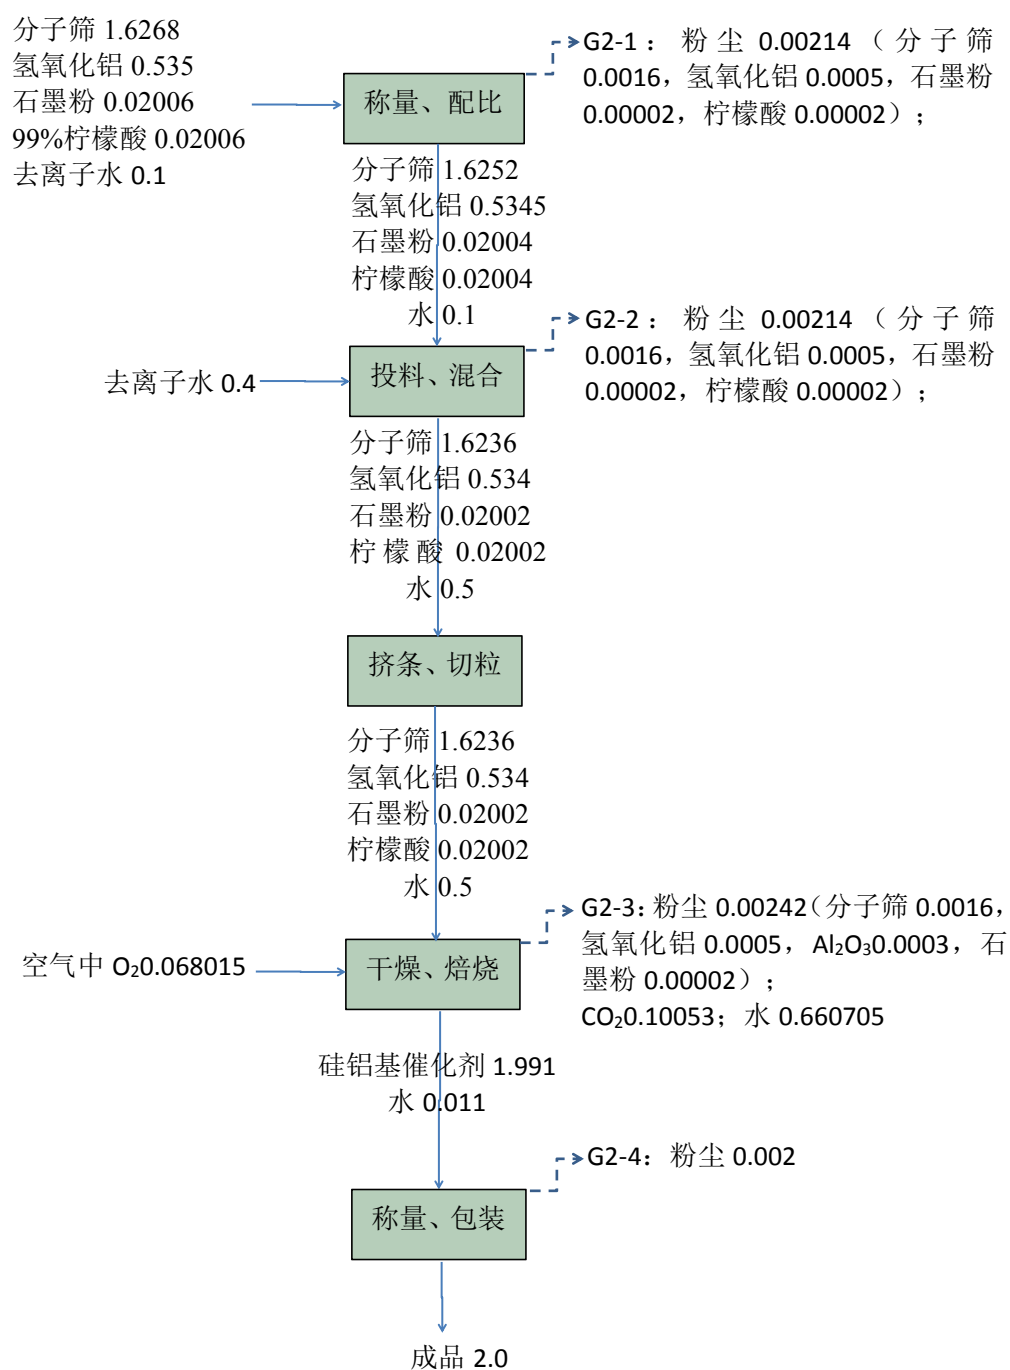 分子筛 1.6268
氢氧化铝 0.535
石墨粉 0.02006
99%柠檬酸 0.02006
去离子水 0.1
称量、配比
G2-1：粉尘 0.00214（分子筛
0.0016，氢氧化铝 0.0005，石墨粉
0.00002，柠檬酸 0.00002）；
分子筛 1.6252
氢氧化铝 0.5345
石墨粉 0.02004
柠檬酸 0.02004
水 0.1
去离子水 0.4
投料、混合
G2-2：粉尘 0.00214（分子筛
0.0016，氢氧化铝 0.0005，石墨粉
0.00002，柠檬酸 0.00002）；
分子筛 1.6236
氢氧化铝 0.534
石墨粉 0.02002
柠檬酸 0.02002
水 0.5
挤条、切粒
分子筛 1.6236
氢氧化铝 0.534
石墨粉 0.02002
柠檬酸 0.02002
水 0.5
空气中 O₂0.068015
干燥、焙烧
G2-3：粉尘 0.00242（分子筛 0.0016，
氢氧化铝 0.0005，Al₂O₃0.0003，石
墨粉 0.00002）；
CO₂0.10053；水 0.660705
硅铝基催化剂 1.991
水 0.011
称量、包装
G2-4：粉尘 0.002
成品 2.0